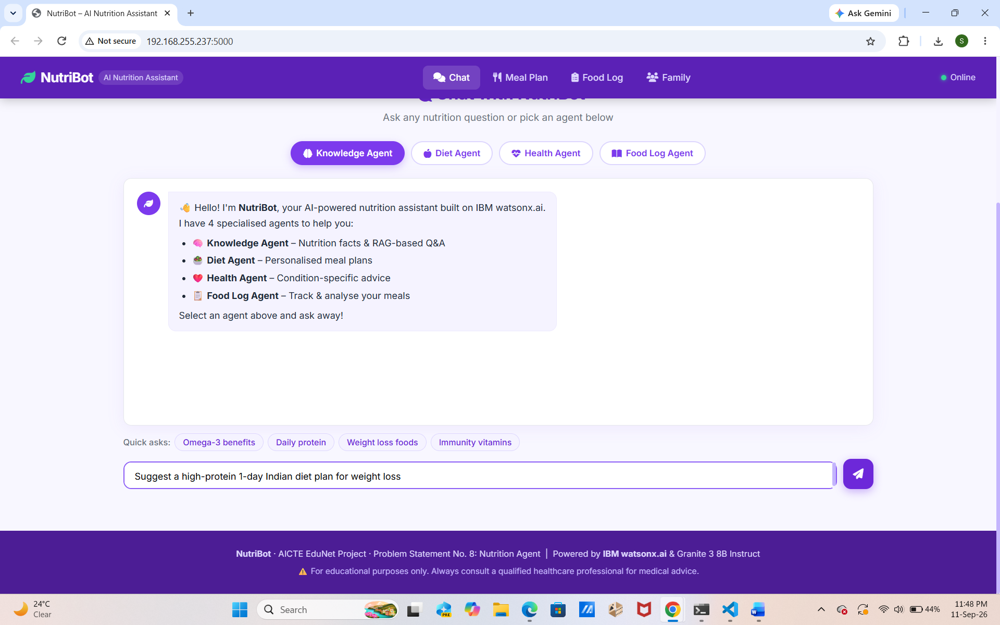 NutriBot – AI Nutrition Assistant
Ask Gemini
Not secure
192.168.255.237:5000
S
NutriBot
AI Nutrition Assistant
Chat
Meal Plan
Food Log
Family
Online
Chat with NutriBot
Ask any nutrition question or pick an agent below
Knowledge Agent
Diet Agent
Health Agent
Food Log Agent
👋 Hello! I'm NutriBot, your AI-powered nutrition assistant built on IBM watsonx.ai.
I have 4 specialised agents to help you:
• 🧠 Knowledge Agent – Nutrition facts & RAG-based Q&A
• 🥗 Diet Agent – Personalised meal plans
• ❤️ Health Agent – Condition-specific advice
• 📋 Food Log Agent – Track & analyse your meals
Select an agent above and ask away!
Quick asks:
Omega-3 benefits
Daily protein
Weight loss foods
Immunity vitamins
Suggest a high-protein 1-day Indian diet plan for weight loss
NutriBot · AICTE EduNet Project · Problem Statement No. 8: Nutrition Agent | Powered by IBM watsonx.ai & Granite 3 8B Instruct
⚠️ For educational purposes only. Always consult a qualified healthcare professional for medical advice.
24°C
Clear
Search
PRE
W
44%
11:48 PM
11-Sep-26